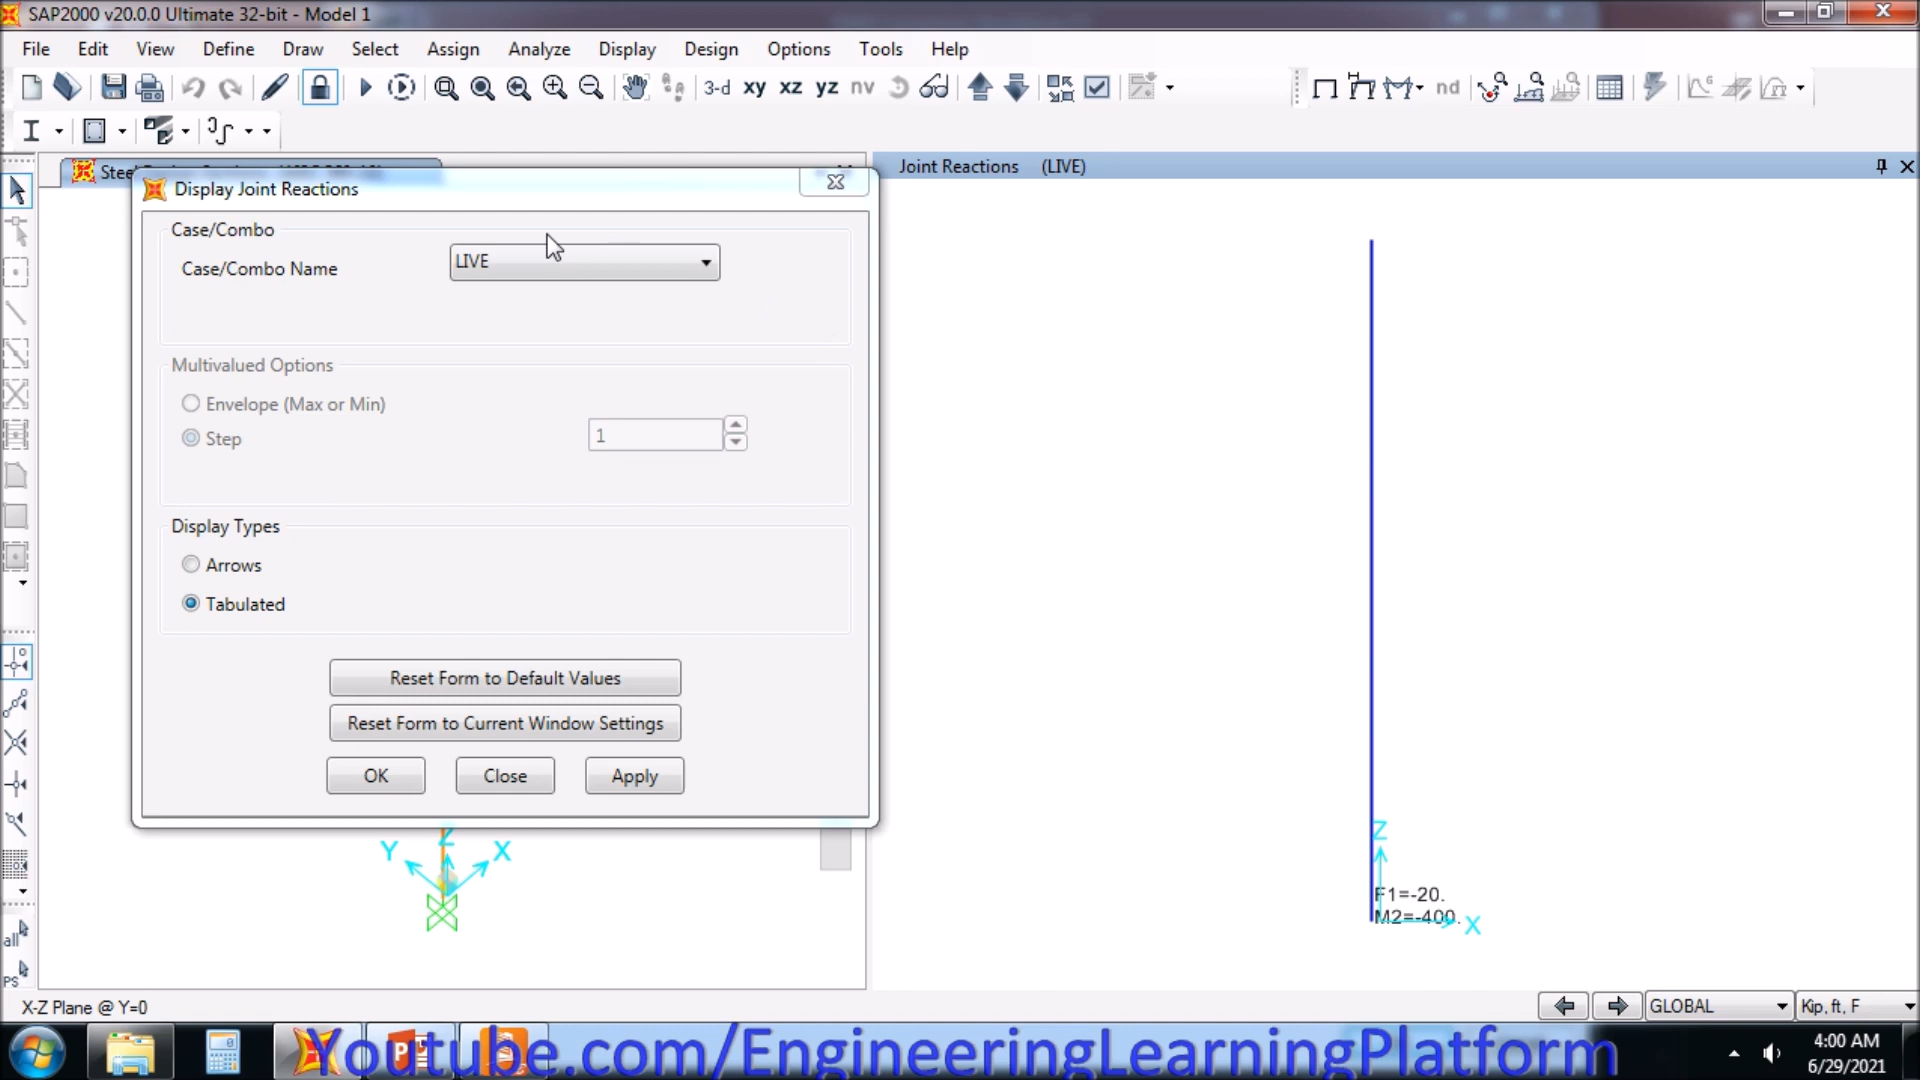 SAP2000 v20.0.0 Ultimate 32-bit - Model 1
File Edit View Define Draw Select Assign Analyze Display Design Options Tools Help
3-d xy xz yz nv nd
Joint Reactions (LIVE)
Display Joint Reactions
Case/Combo
Case/Combo Name LIVE
Multivalued Options
Envelope (Max or Min)
Step 1
Display Types
Arrows
Tabulated
Reset Form to Default Values
Reset Form to Current Window Settings
OK Close Apply
Z
Y X
Z
F1=-20.
M2=-400.
X
all
PS
X-Z Plane @ Y=0
GLOBAL Kip, ft, F
Youtube.com/EngineeringLearningPlatform
4:00 AM
6/29/2021